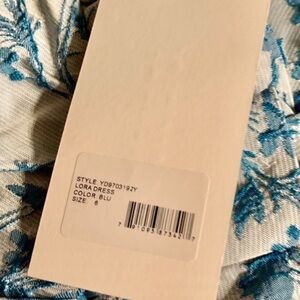 STYLE: YD9703192Y
LORA DRESS
COLOR: BLU
SIZE: 6